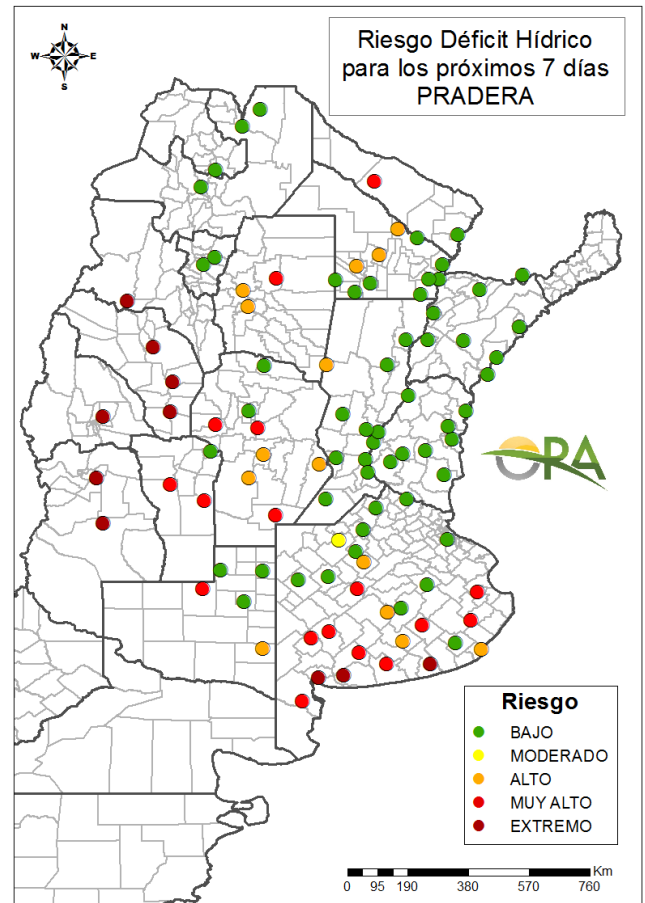 N
W E
S
Riesgo Déficit Hídrico
para los próximos 7 días
PRADERA
ORA
Riesgo
BAJO
MODERADO
ALTO
MUY ALTO
EXTREMO
Km
0 95 190 380 570 760